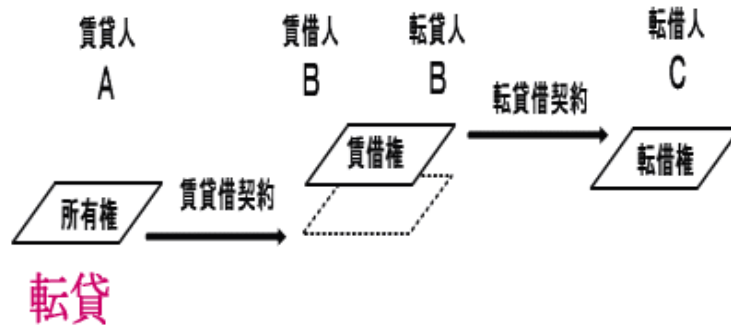 賃貸人 賃借人 転貸人 転借人
A B B C
転貸借契約
賃借権 転借権
賃貸借契約
所有権
転貸